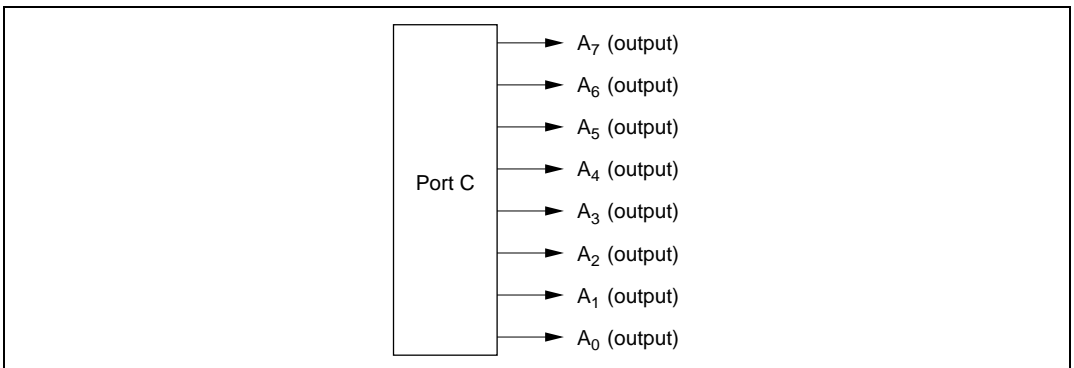 A7 (output)
A6 (output)
A5 (output)
A4 (output)
Port C
A3 (output)
A2 (output)
A1 (output)
A0 (output)